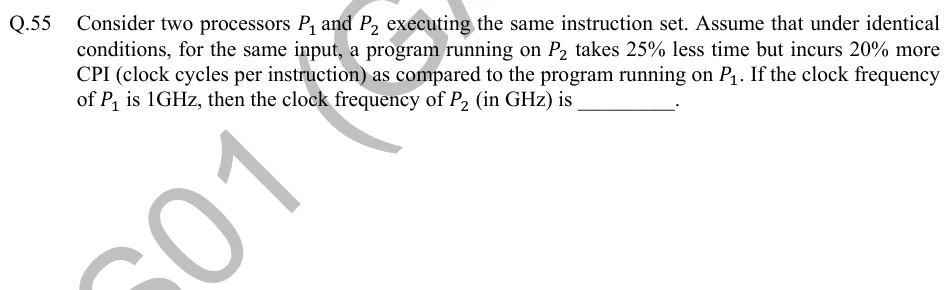 Q.55 Consider two processors P₁ and P₂ executing the same instruction set. Assume that under identical
conditions, for the same input, a program running on P₂ takes 25% less time but incurs 20% more
CPI (clock cycles per instruction) as compared to the program running on P₁. If the clock frequency
of P₁ is 1GHz, then the clock frequency of P₂ (in GHz) is _________.
S01 (GA